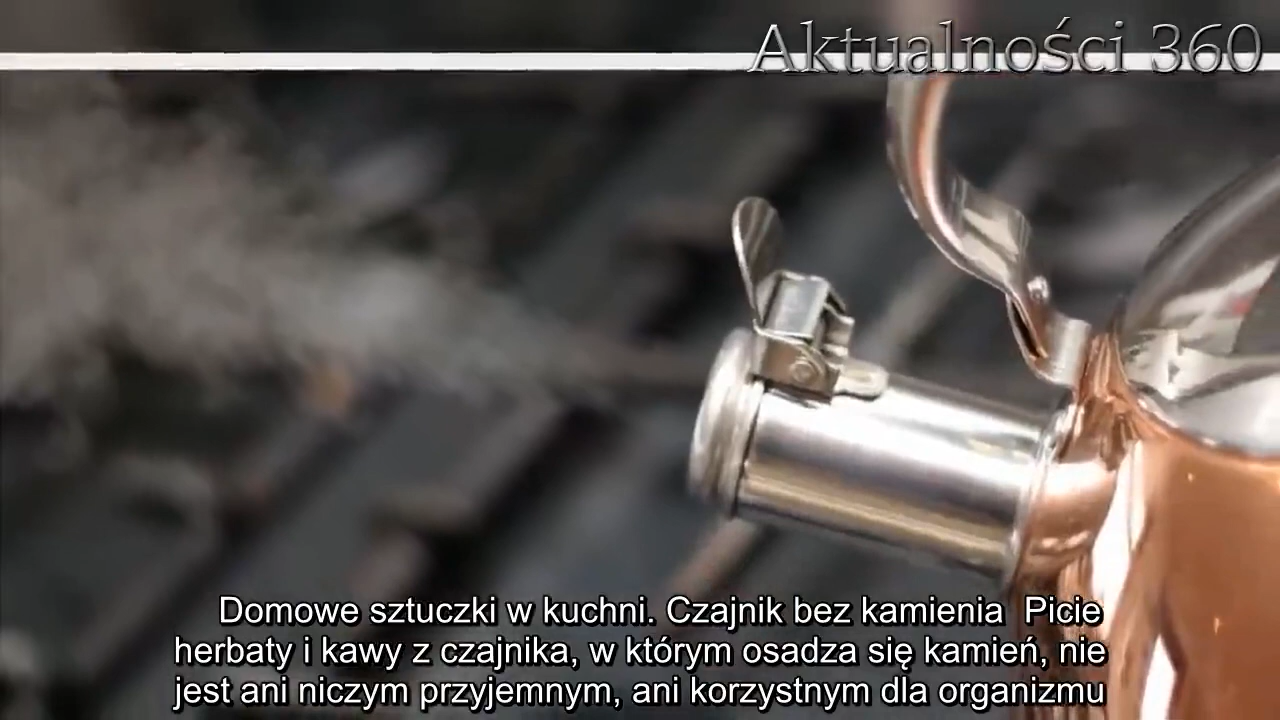 Aktualności 360
Domowe sztuczki w kuchni. Czajnik bez kamienia  Picie
herbaty i kawy z czajnika, w którym osadza się kamień, nie
jest ani niczym przyjemnym, ani korzystnym dla organizmu